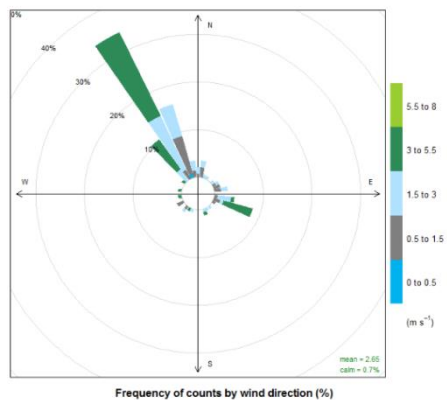 0%
40%
30%
20%
10%
N
W
E
S
5.5 to 8
3 to 5.5
1.5 to 3
0.5 to 1.5
0 to 0.5
(m s⁻¹)
mean = 2.65
calm = 0.7%
Frequency of counts by wind direction (%)